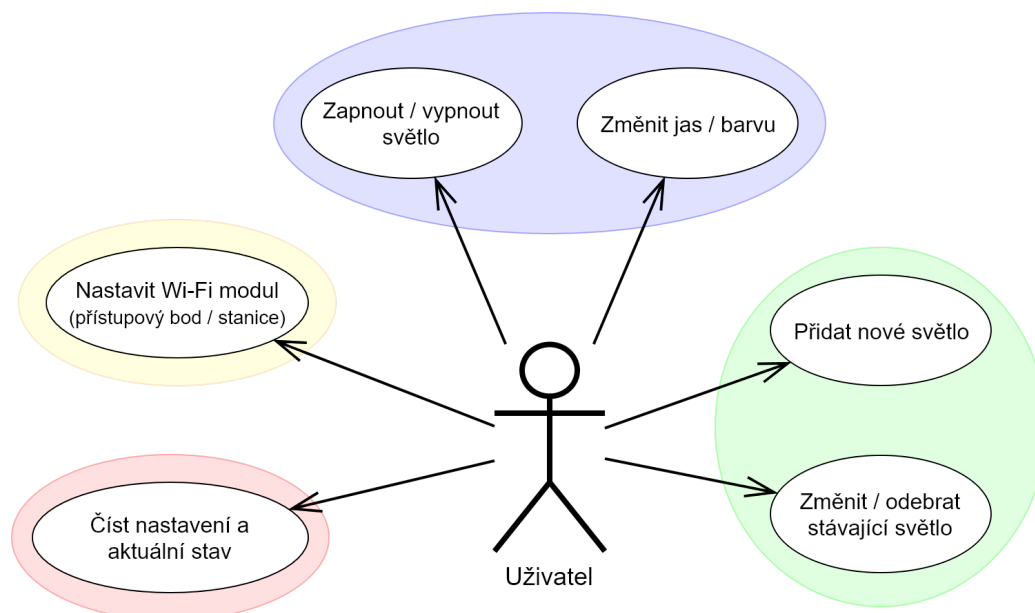 Zapnout / vypnout
světlo
Změnit jas / barvu
Nastavit Wi-Fi modul
(přístupový bod / stanice)
Přidat nové světlo
Číst nastavení a
aktuální stav
Změnit / odebrat
stávající světlo
Uživatel